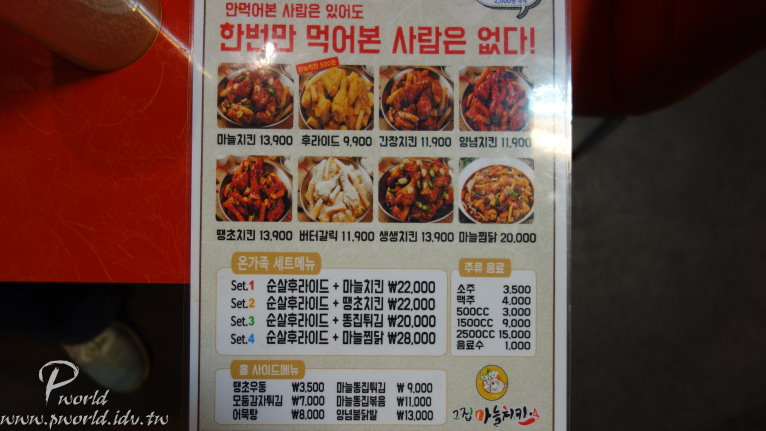 2,000원 추가
안먹어본 사람은 있어도
한번만 먹어본 사람은 없다!
마늘치킨 13,900 후라이드 9,900 간장치킨 11,900 양념치킨 11,900
땡초치킨 13,900 버터갈릭 11,900 생생치킨 13,900 마늘찜닭 20,000
온가족 세트메뉴
Set.1 순살후라이드 + 마늘치킨 ₩22,000
Set.2 순살후라이드 + 땡초치킨 ₩22,000
Set.3 순살후라이드 + 똥집튀김 ₩20,000
Set.4 순살후라이드 + 마늘찜닭 ₩28,000
주류 음료
소주 3,500
맥주 4,000
500CC 3,000
1500CC 9,000
2500CC 15,000
음료수 1,000
홀 사이드메뉴
땡초우동 ₩3,500 마늘똥집튀김 ₩9,000
모둠감자튀김 ₩7,000 마늘똥집볶음 ₩11,000
어묵탕 ₩8,000 양념불닭발 ₩13,000
그집 마늘치킨
Pworld
www.pworld.idv.tw